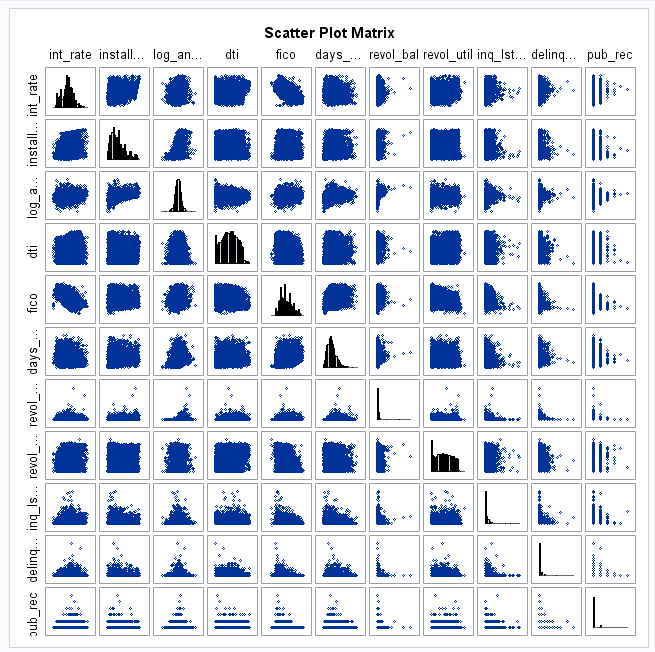 Scatter Plot Matrix
int_rate install... log_an... dti fico days_... revol_bal revol_util inq_lst... delinq... pub_rec
int_rate
install...
log_a...
dti
fico
days_...
revol_...
revol_...
inq_ls...
delinq...
pub_rec